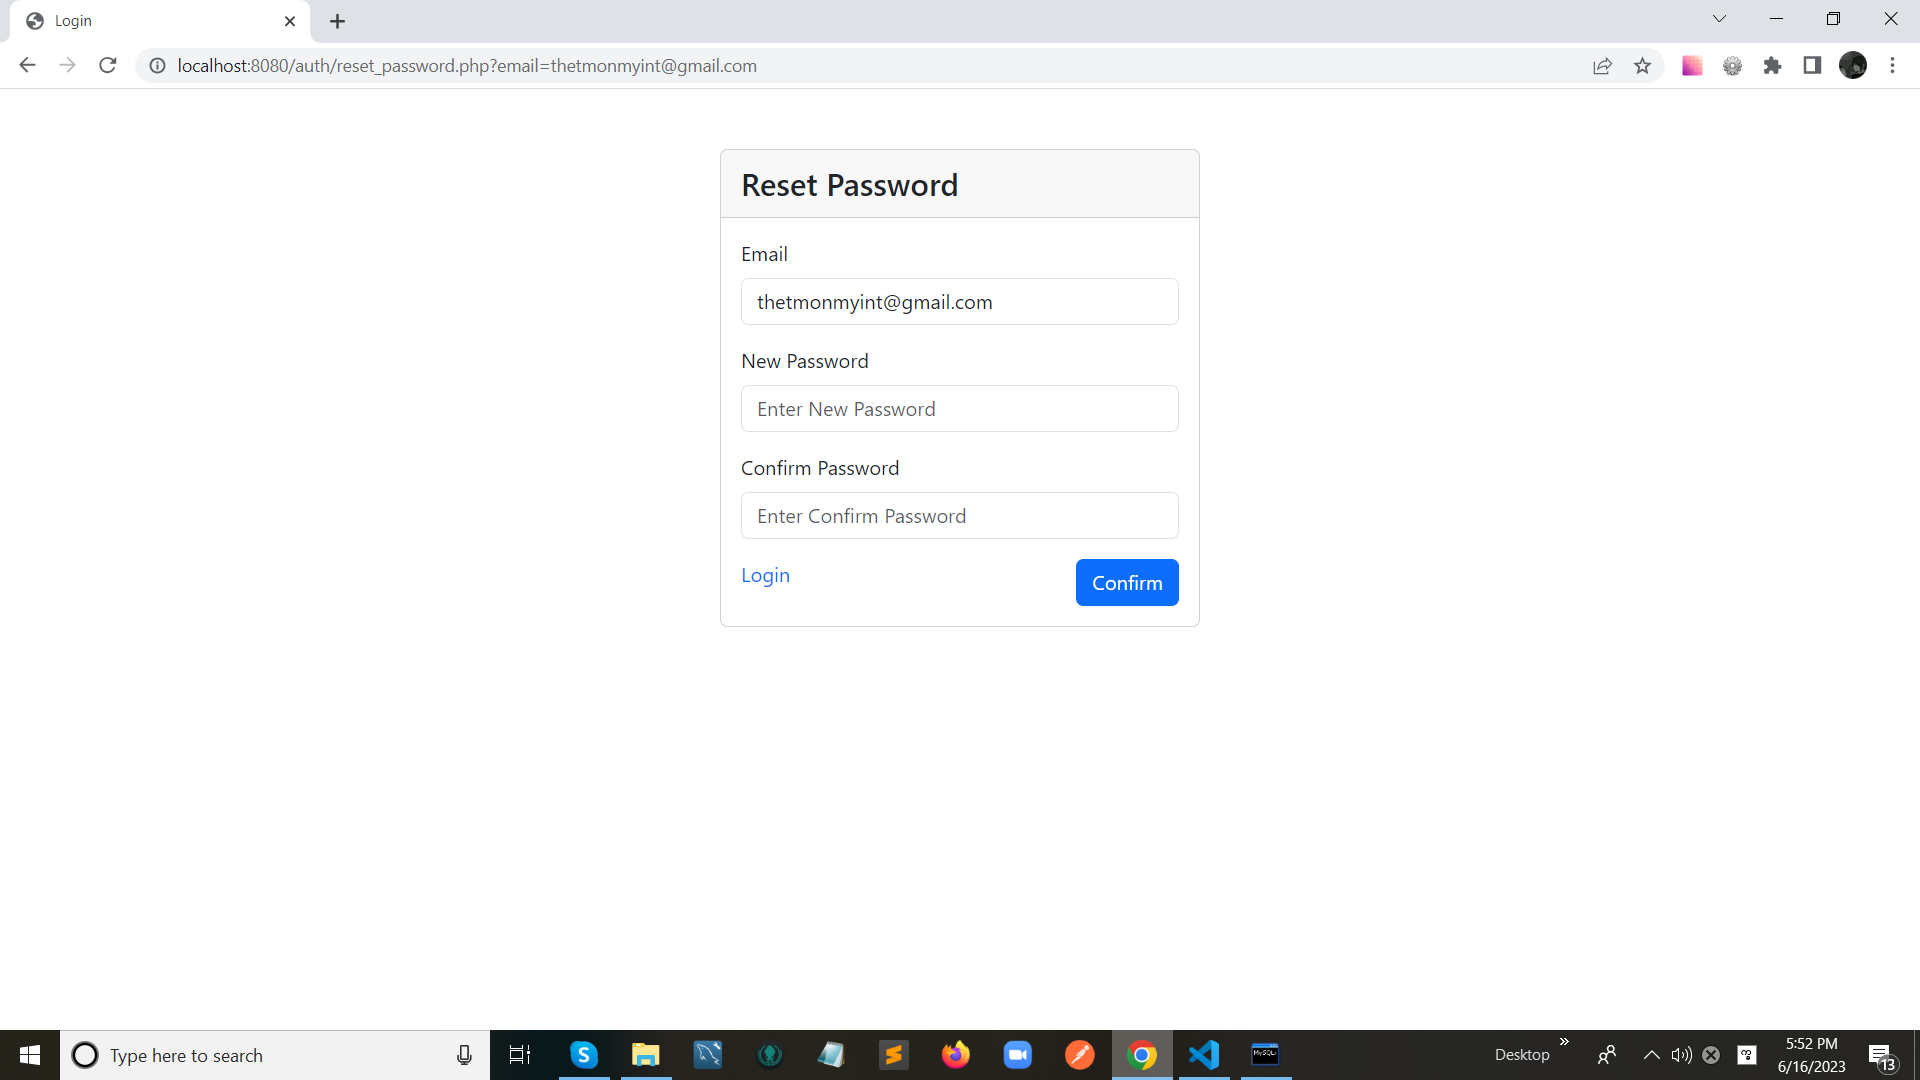 Login
localhost:8080/auth/reset_password.php?email=thetmonmyint@gmail.com
Reset Password
Email
thetmonmyint@gmail.com
New Password
Enter New Password
Confirm Password
Enter Confirm Password
Login
Confirm
Type here to search
S
MySQL
Desktop
5:52 PM
6/16/2023
13